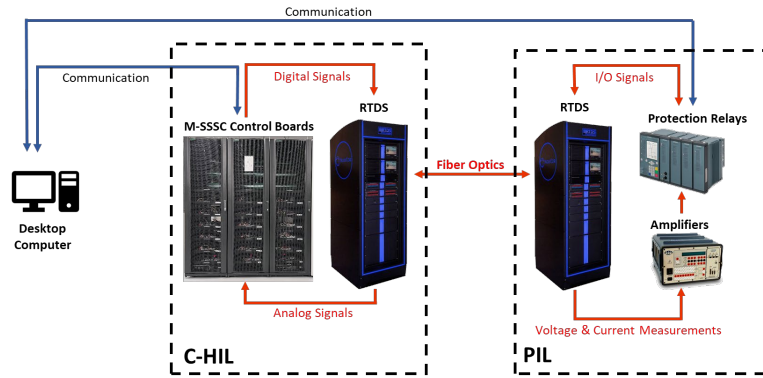 Communication
Communication
Digital Signals
I/O Signals
RTDS
RTDS
M-SSSC Control Boards
Protection Relays
Fiber Optics
Desktop
Computer
Amplifiers
Analog Signals
Voltage & Current Measurements
C-HIL
PIL